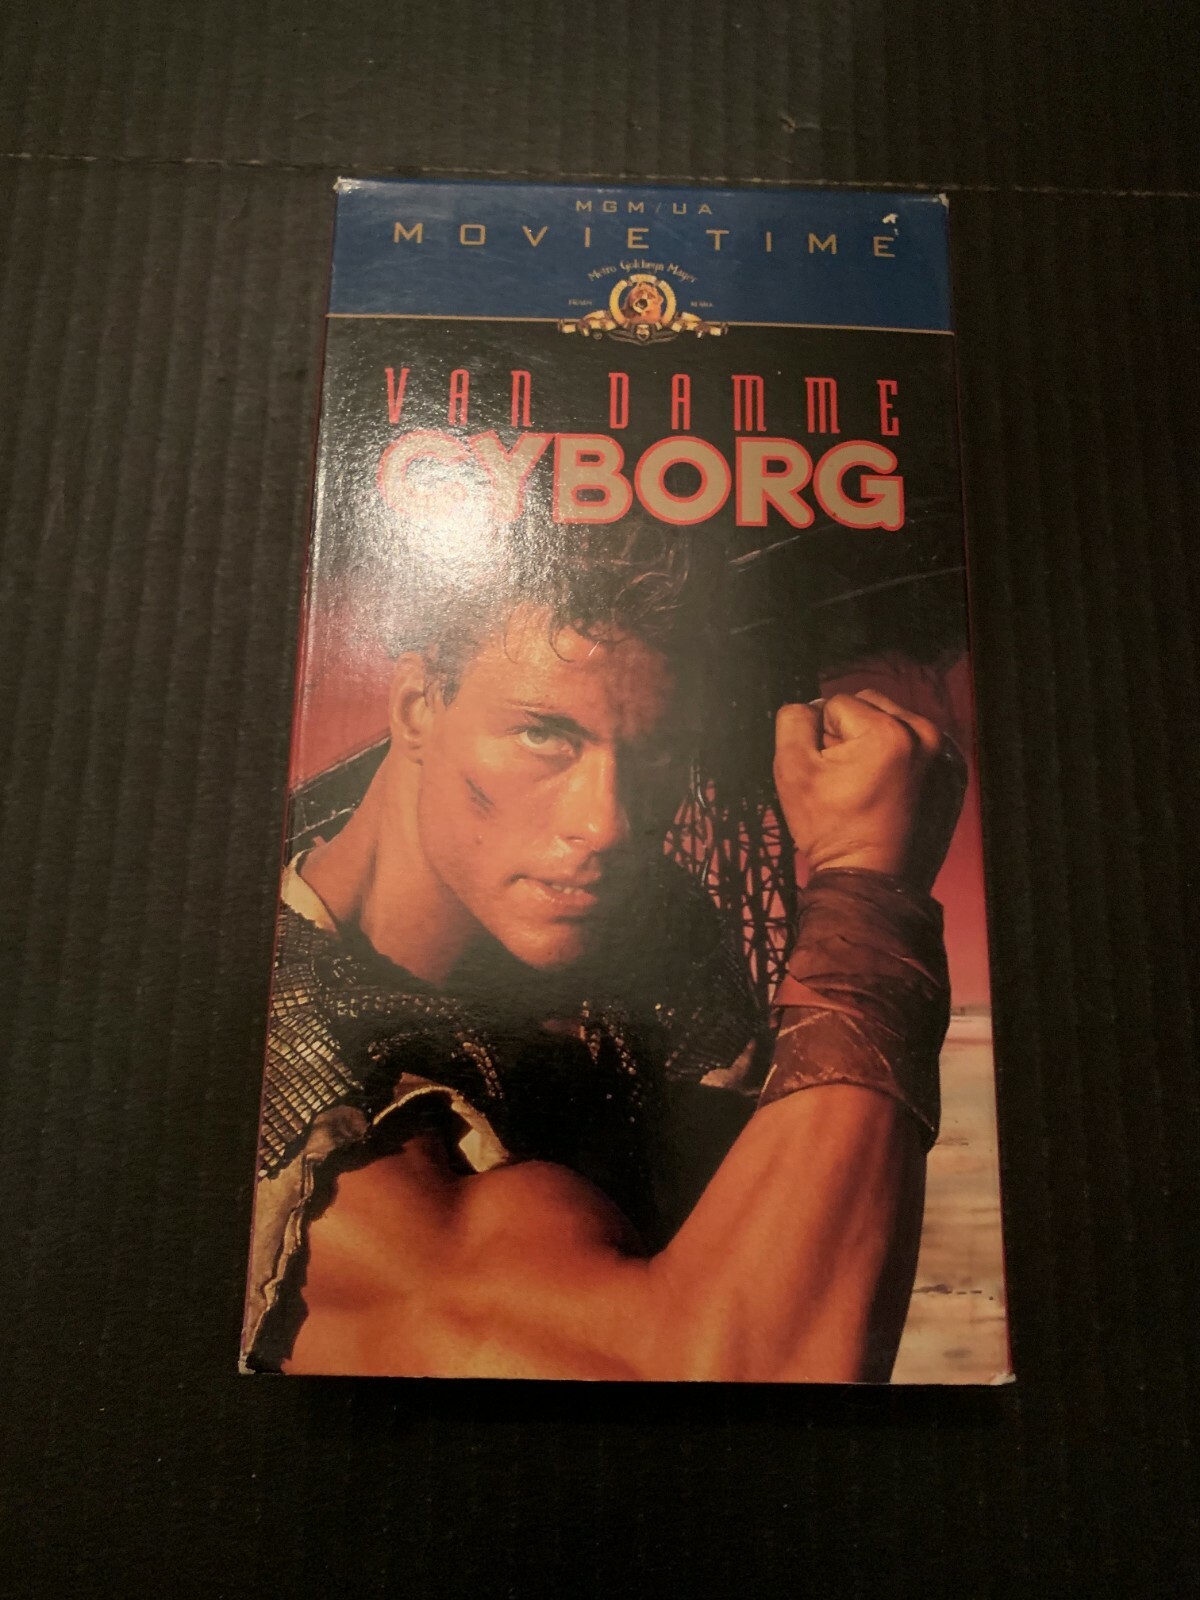 MGM/UA
MOVIE TIME
Metro Goldwyn Mayer
VAN DAMME
CYBORG